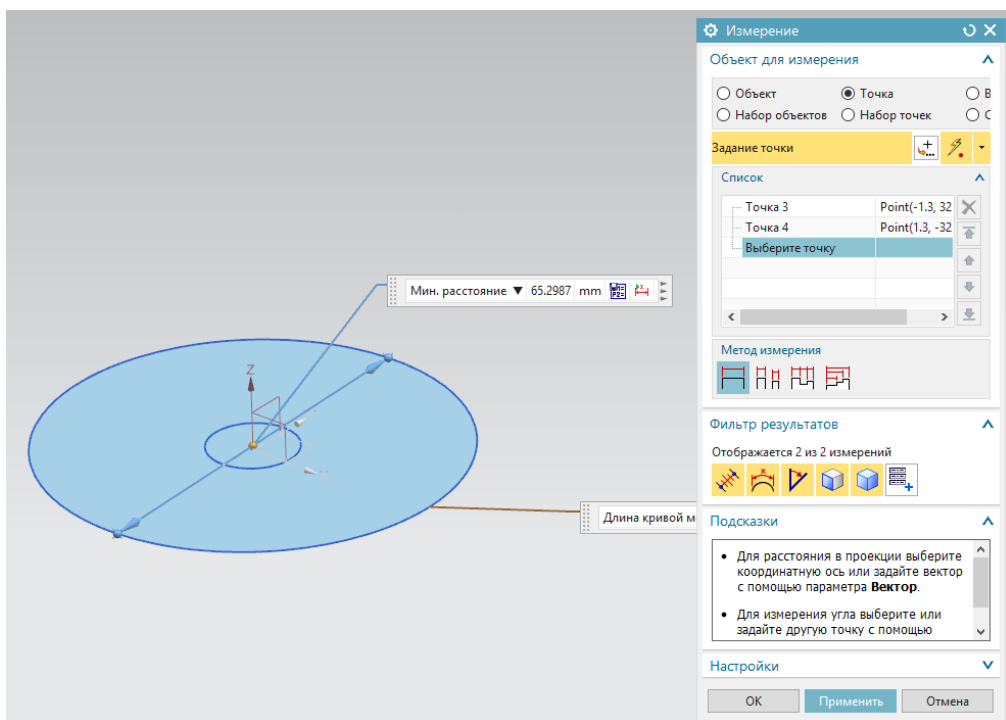 Измерение
Объект для измерения
Объект Точка В
Набор объектов Набор точек С
Задание точки
Список
Точка 3 Point(-1.3, 32
Точка 4 Point(1.3, -32
Выберите точку
Мин. расстояние 65.2987 mm
Z
Метод измерения
Фильтр результатов
Отображается 2 из 2 измерений
Длина кривой м
Подсказки
• Для расстояния в проекции выберите
координатную ось или задайте вектор
с помощью параметра Вектор.
• Для измерения угла выберите или
задайте другую точку с помощью
Настройки
ОК Применить Отмена